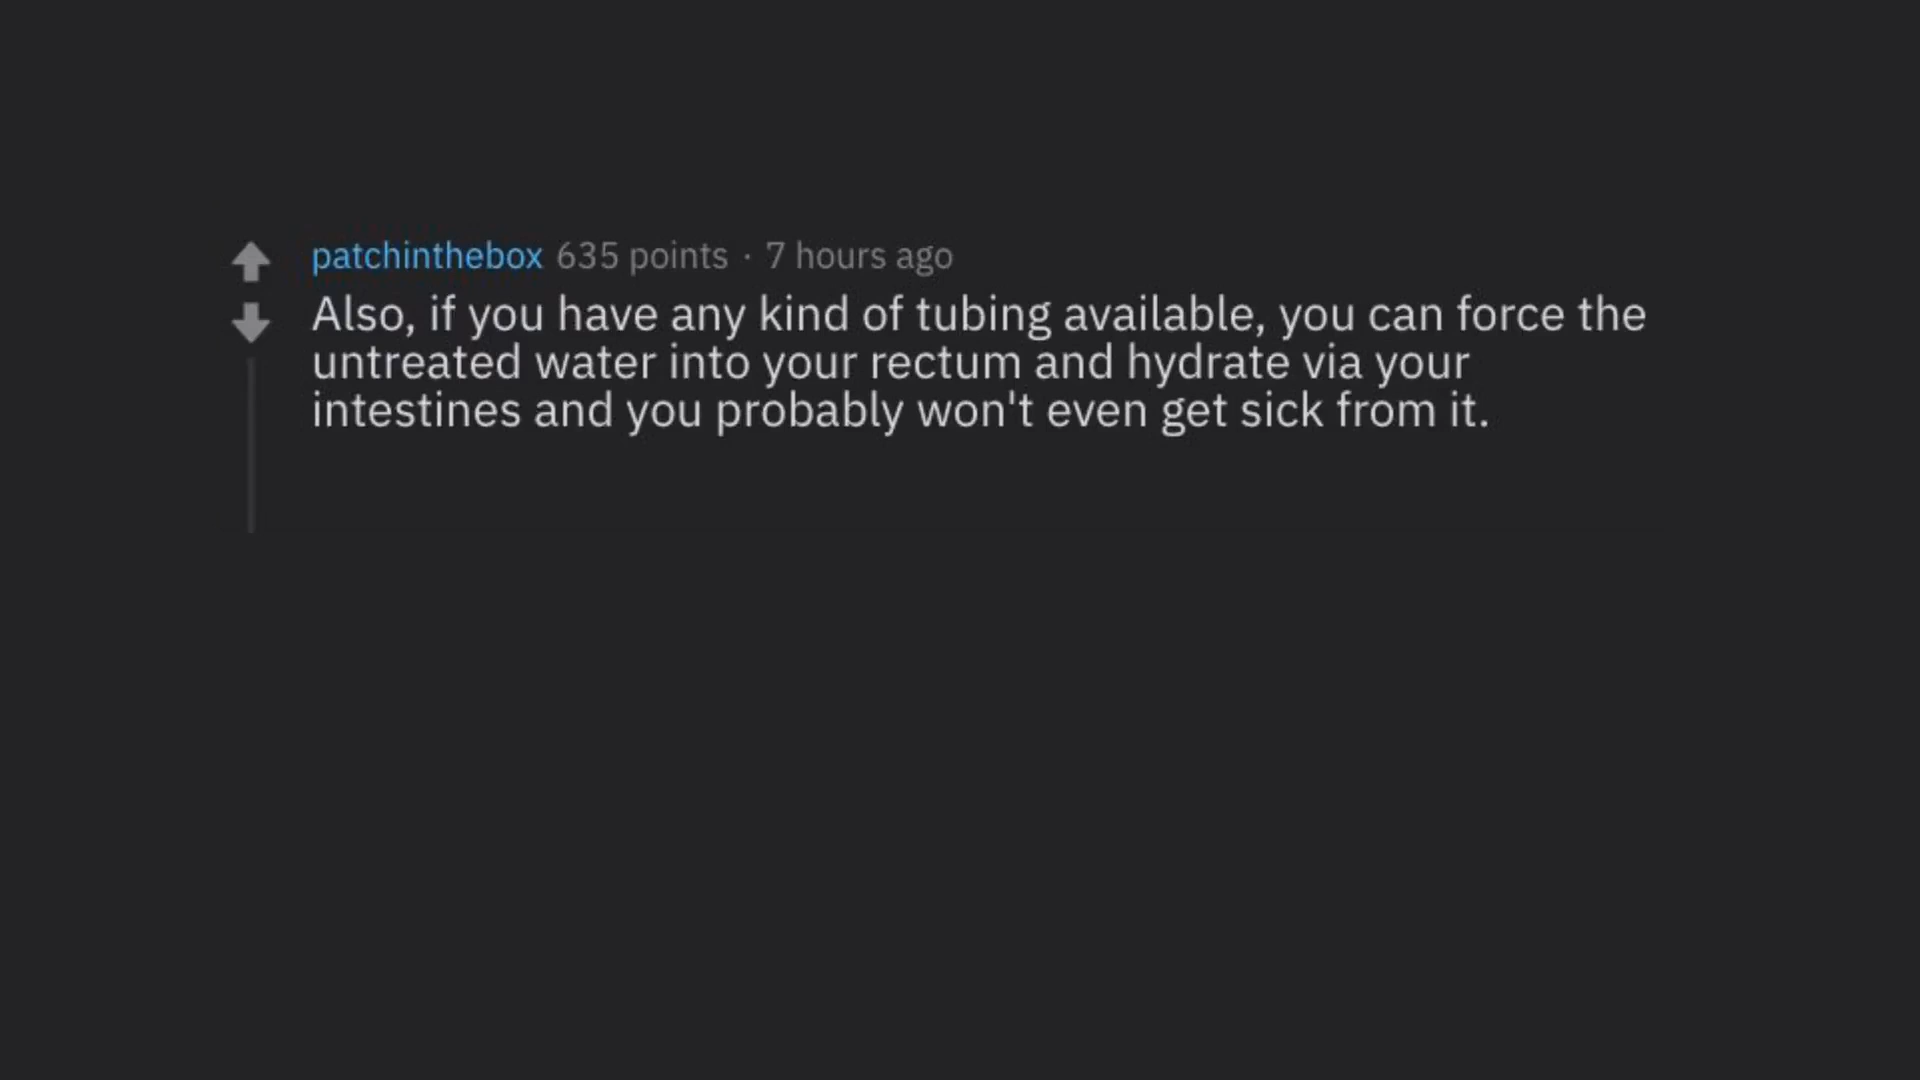 patchinthebox 635 points · 7 hours ago
Also, if you have any kind of tubing available, you can force the
untreated water into your rectum and hydrate via your
intestines and you probably won't even get sick from it.